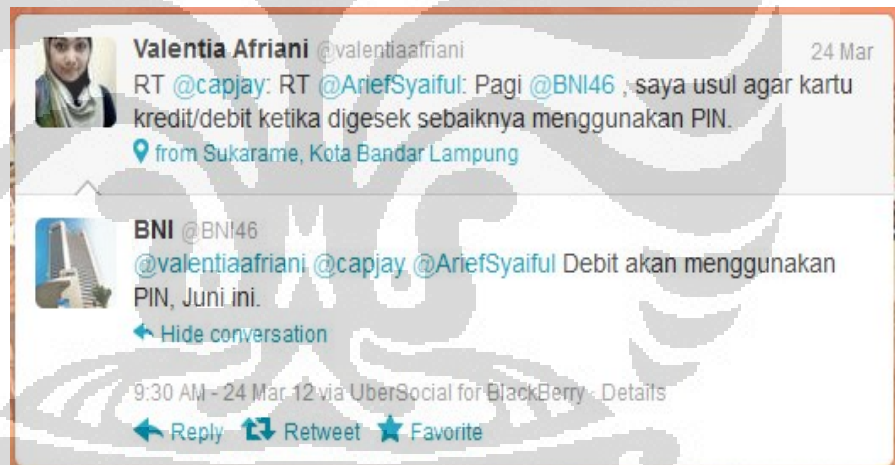 Valentia Afriani @valentiaafriani 24 Mar
RT @capjay: RT @AriefSyaiful: Pagi @BNI46 , saya usul agar kartu
kredit/debit ketika digesek sebaiknya menggunakan PIN.
from Sukarame, Kota Bandar Lampung
BNI @BNI46
@valentiaafriani @capjay @AriefSyaiful Debit akan menggunakan
PIN, Juni ini.
Hide conversation
9:30 AM - 24 Mar 12 via UberSocial for BlackBerry · Details
Reply Retweet Favorite